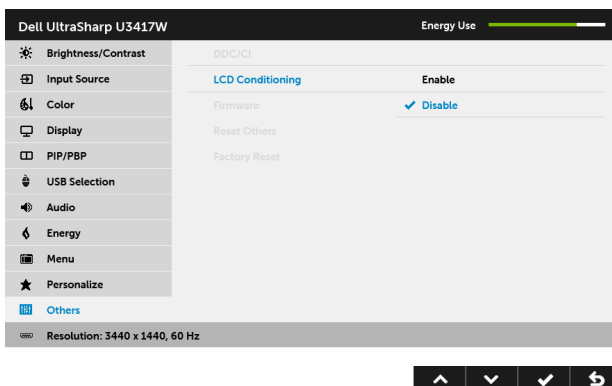 Dell UltraSharp U3417W
Energy Use
Brightness/Contrast
DDC/CI
Input Source
LCD Conditioning
Enable
Color
Firmware
Disable
Display
Reset Others
PIP/PBP
Factory Reset
USB Selection
Audio
Energy
Menu
Personalize
Others
Resolution: 3440 x 1440, 60 Hz